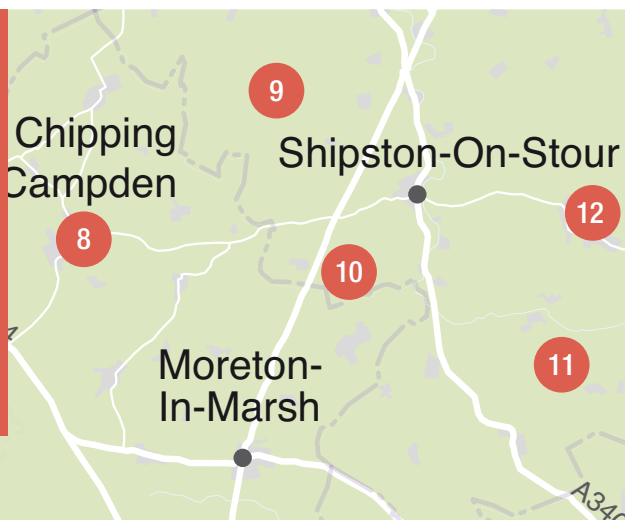 9
Chipping
Campden
Shipston-On-Stour
8
12
10
11
Moreton-
In-Marsh